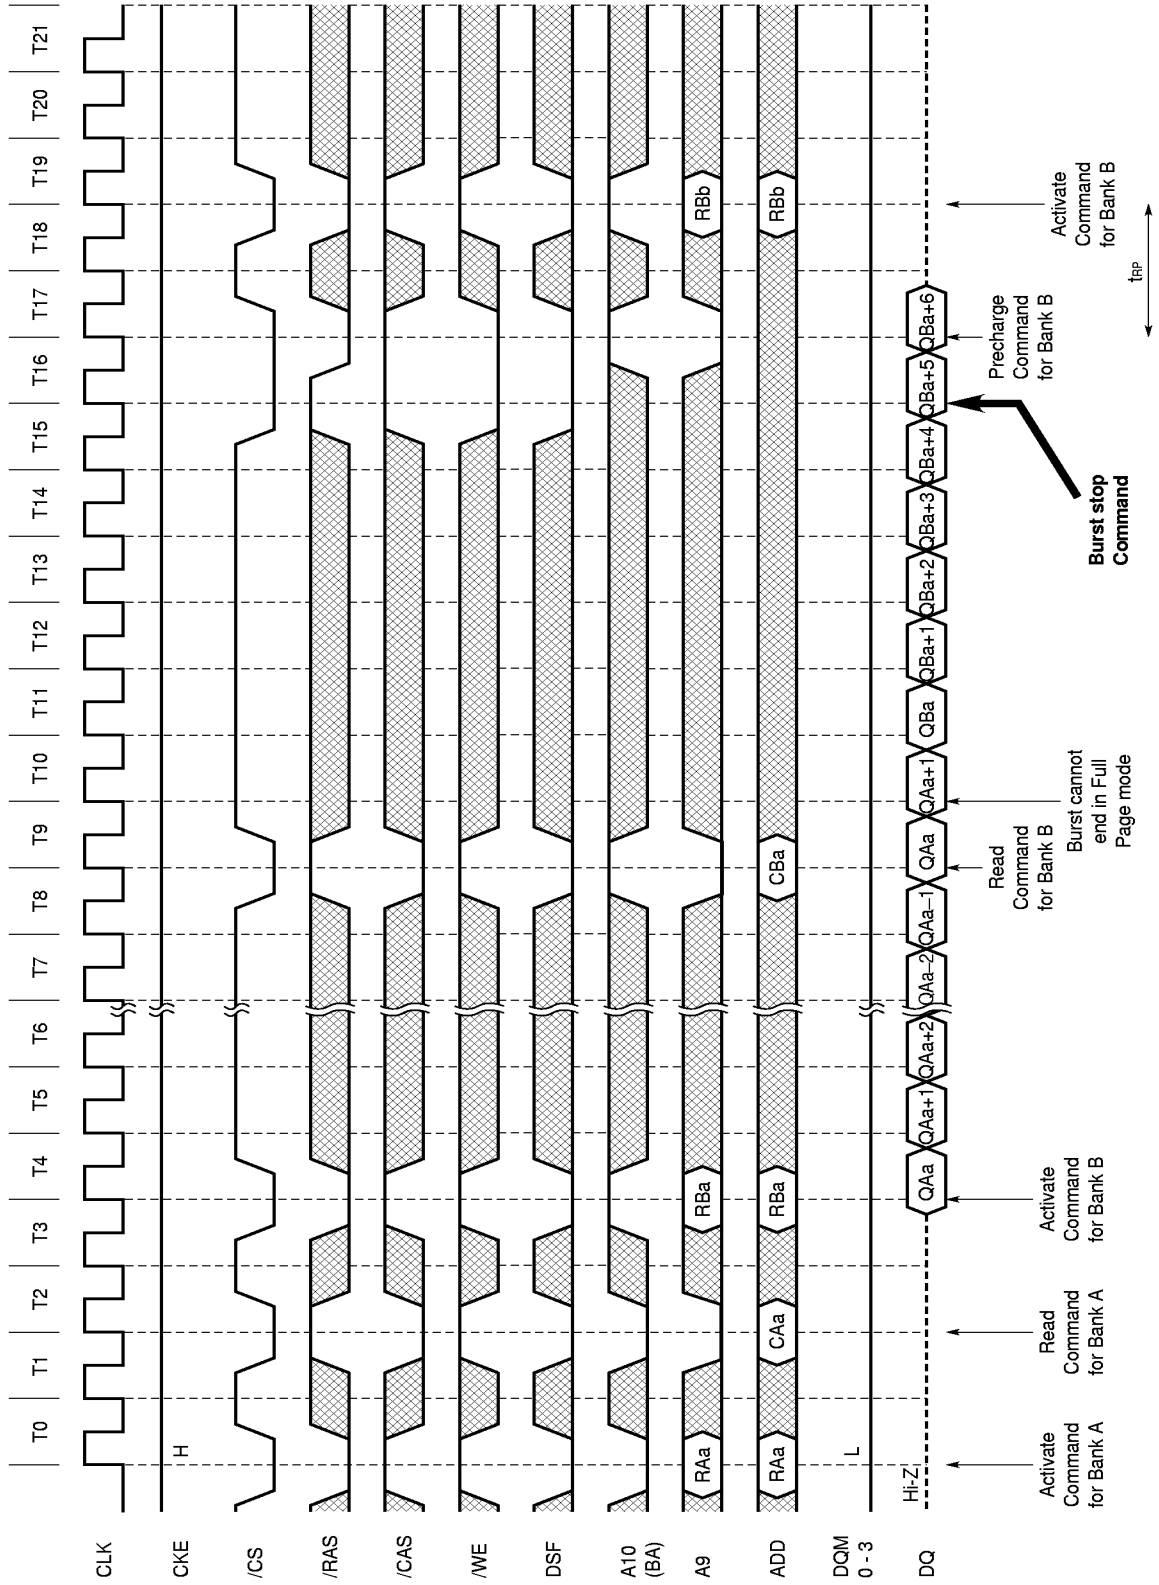 T0 T1 T2 T3 T4 T5 T6 T7 T8 T9 T10 T11 T12 T13 T14 T15 T16 T17 T18 T19 T20 T21
CLK
CKE
H
/CS
/RAS
/CAS
/WE
DSF
A10
(BA)
A9
RAa RBa RBb
ADD
RAa CAa RBa CBa RBb
DQM
0 - 3
L
DQ
Hi-Z
QAa QAa+1 QAa+2 QAa–2 QAa–1 QAa QAa+1 QBa QBa+1 QBa+2 QBa+3 QBa+4 QBa+5 QBa+6
Activate
Command
for Bank A
Read
Command
for Bank A
Activate
Command
for Bank B
Read
Command
for Bank B
Burst cannot
end in Full
Page mode
Burst stop
Command
Precharge
Command
for Bank B
Activate
Command
for Bank B
tRP